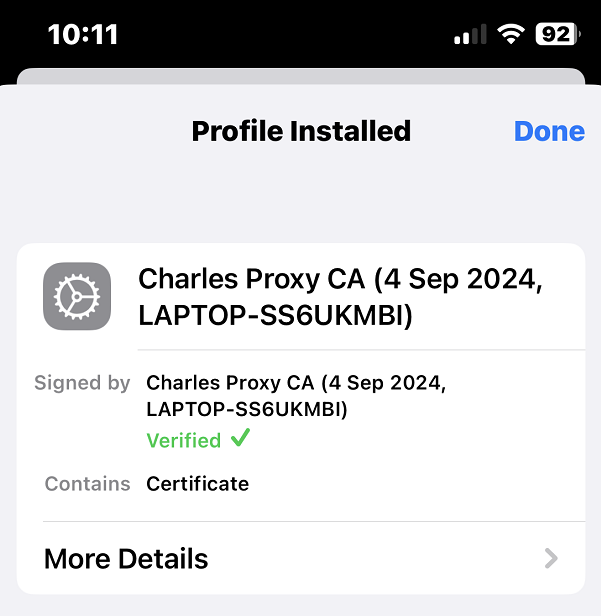 10:11
92
Profile Installed
Done
Charles Proxy CA (4 Sep 2024,
LAPTOP-SS6UKMBI)
Signed by
Charles Proxy CA (4 Sep 2024,
LAPTOP-SS6UKMBI)
Verified ✓
Contains
Certificate
More Details